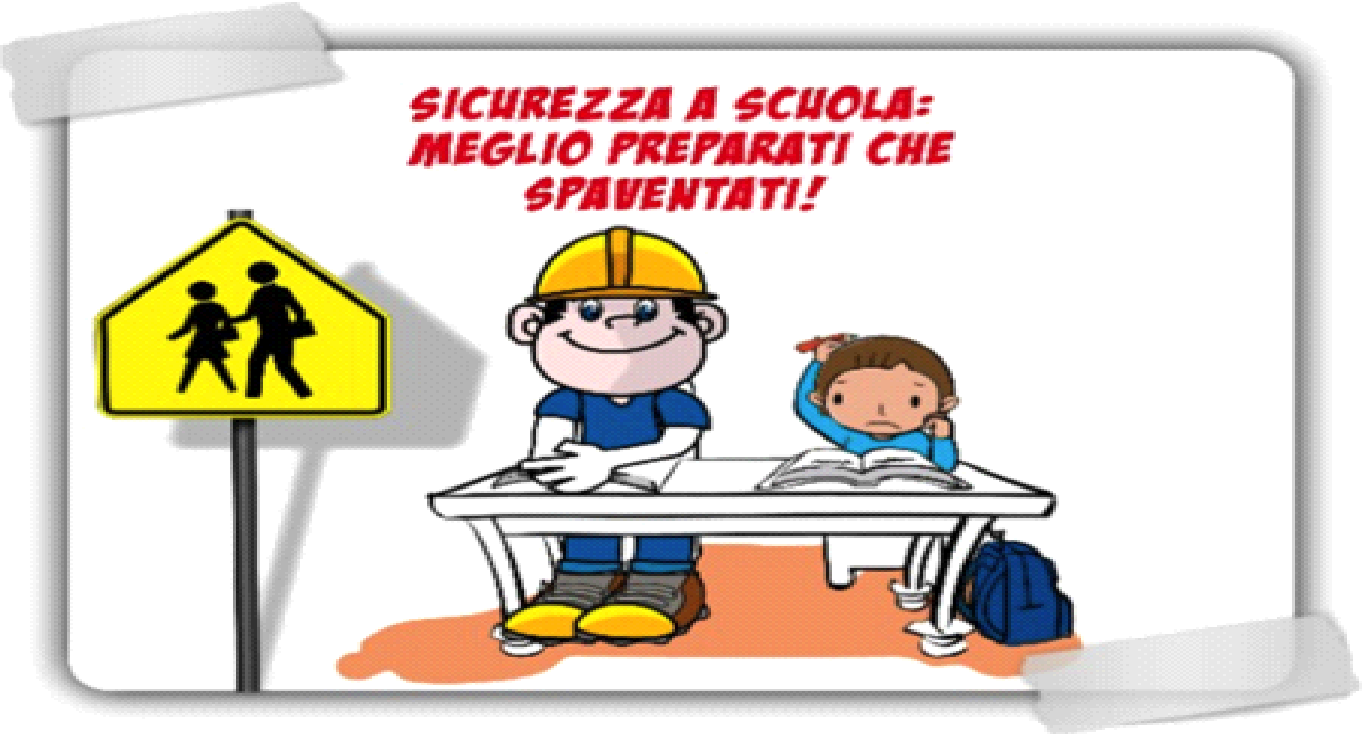 SICUREZZA A SCUOLA:
MEGLIO PREPARATI CHE
SPAVENTATI!